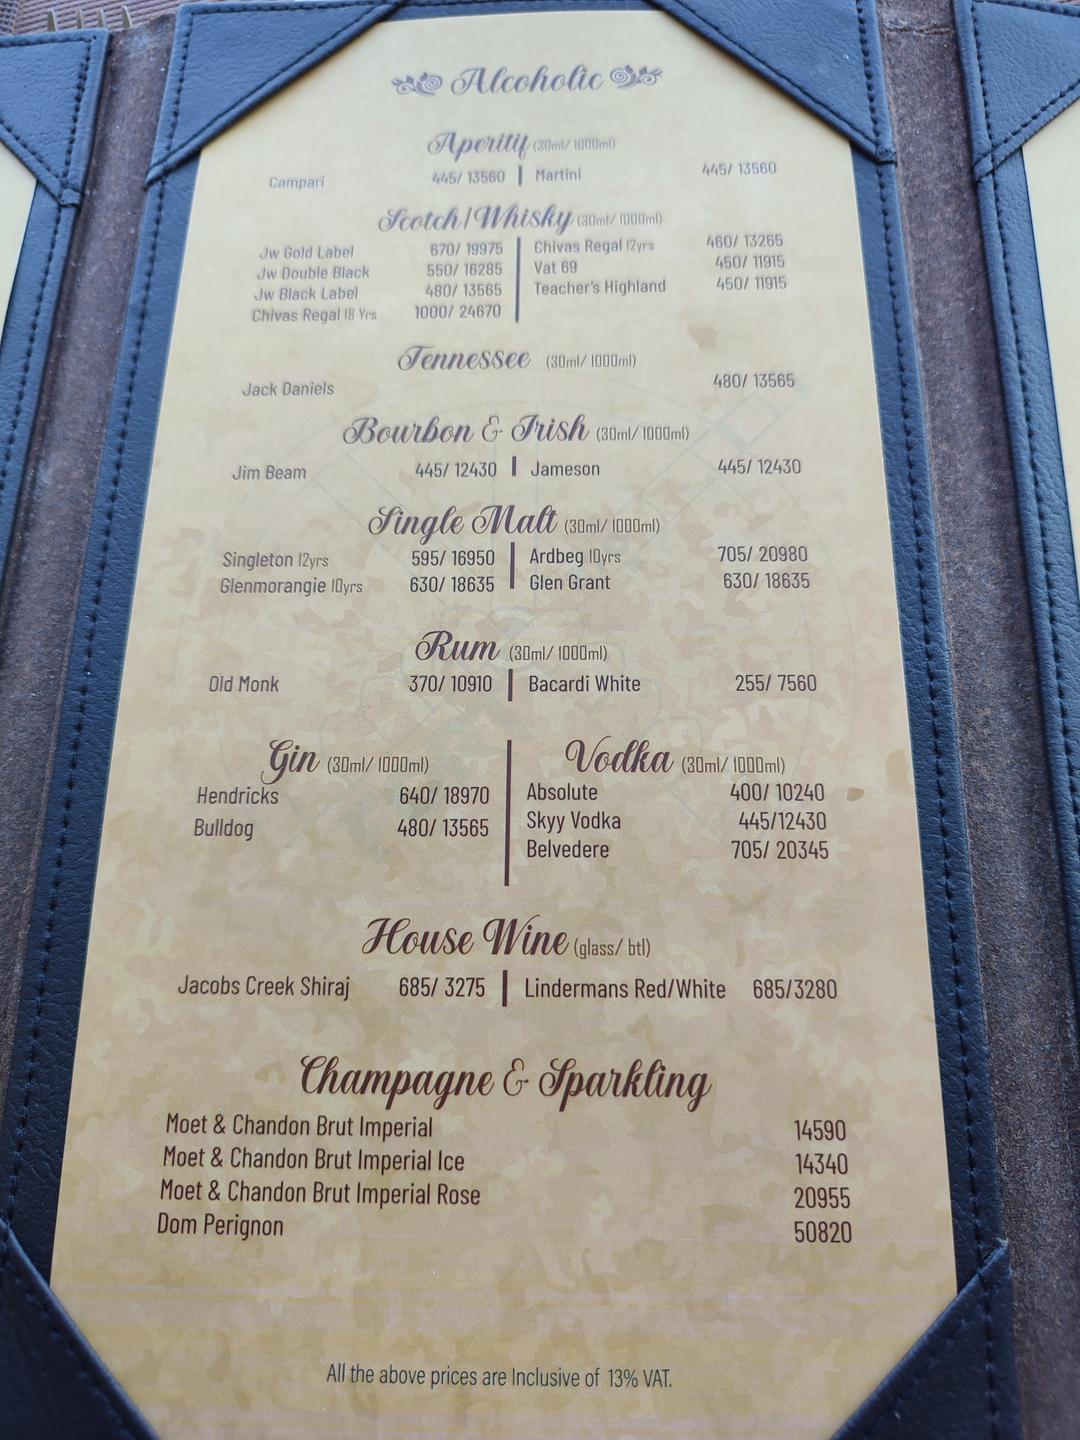 Alcoholic
Aperitif (30ml/ 1000ml)
Campari 445/ 13560 | Martini 445/ 13560
Scotch/Whisky (30ml/ 1000ml)
Jw Gold Label 670/ 19975 | Chivas Regal 12yrs 460/ 13265
Jw Double Black 550/ 16285 | Vat 69 450/ 11915
Jw Black Label 480/ 13565 | Teacher's Highland 450/ 11915
Chivas Regal 18 Yrs 1000/ 24670
Tennessee (30ml/ 1000ml)
Jack Daniels 480/ 13565
Bourbon & Irish (30ml/ 1000ml)
Jim Beam 445/ 12430 | Jameson 445/ 12430
Single Malt (30ml/ 1000ml)
Singleton 12yrs 595/ 16950 | Ardbeg 10yrs 705/ 20980
Glenmorangie 10yrs 630/ 18635 | Glen Grant 630/ 18635
Rum (30ml/ 1000ml)
Old Monk 370/ 10910 | Bacardi White 255/ 7560
Gin (30ml/ 1000ml)
Hendricks 640/ 18970
Bulldog 480/ 13565
Vodka (30ml/ 1000ml)
Absolute 400/ 10240
Skyy Vodka 445/12430
Belvedere 705/ 20345
House Wine (glass/ btl)
Jacobs Creek Shiraj 685/ 3275 | Lindermans Red/White 685/3280
Champagne & Sparkling
Moet & Chandon Brut Imperial 14590
Moet & Chandon Brut Imperial Ice 14340
Moet & Chandon Brut Imperial Rose 20955
Dom Perignon 50820
All the above prices are Inclusive of 13% VAT.